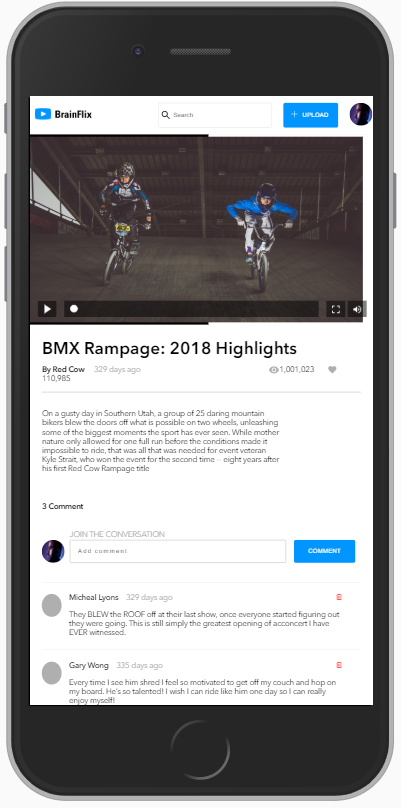 BrainFlix
Search
+ UPLOAD
BMX Rampage: 2018 Highlights
By Red Cow 329 days ago 1,001,023
110,985
On a gusty day in Southern Utah, a group of 25 daring mountain
bikers blew the doors off what is possible on two wheels, unleashing
some of the biggest moments the sport has ever seen. While mother
nature only allowed for one full run before the conditions made it
impossible to ride, that was all that was needed for event veteran
Kyle Strait, who won the event for the second time -- eight years after
his first Red Cow Rampage title
3 Comment
JOIN THE CONVERSATION
Add comment
COMMENT
Micheal Lyons 329 days ago
They BLEW the ROOF off at their last show, once everyone started figuring out
they were going. This is still simply the greatest opening of acconcert I have
EVER witnessed.
Gary Wong 335 days ago
Every time I see him shred I feel so motivated to get off my couch and hop on
my board. He's so talented! I wish I can ride like him one day so I can really
enjoy myself!